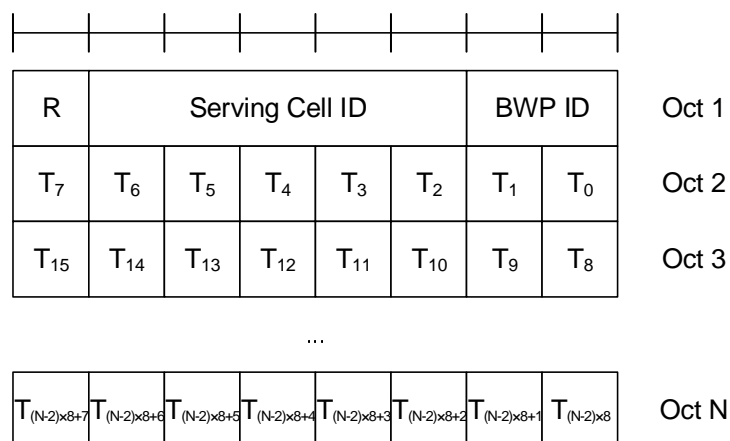 R Serving Cell ID BWP ID Oct 1
T₇ T₆ T₅ T₄ T₃ T₂ T₁ T₀ Oct 2
T₁₅ T₁₄ T₁₃ T₁₂ T₁₁ T₁₀ T₉ T₈ Oct 3
...
T(N-2)×8+7 T(N-2)×8+6 T(N-2)×8+5 T(N-2)×8+4 T(N-2)×8+3 T(N-2)×8+2 T(N-2)×8+1 T(N-2)×8 Oct N